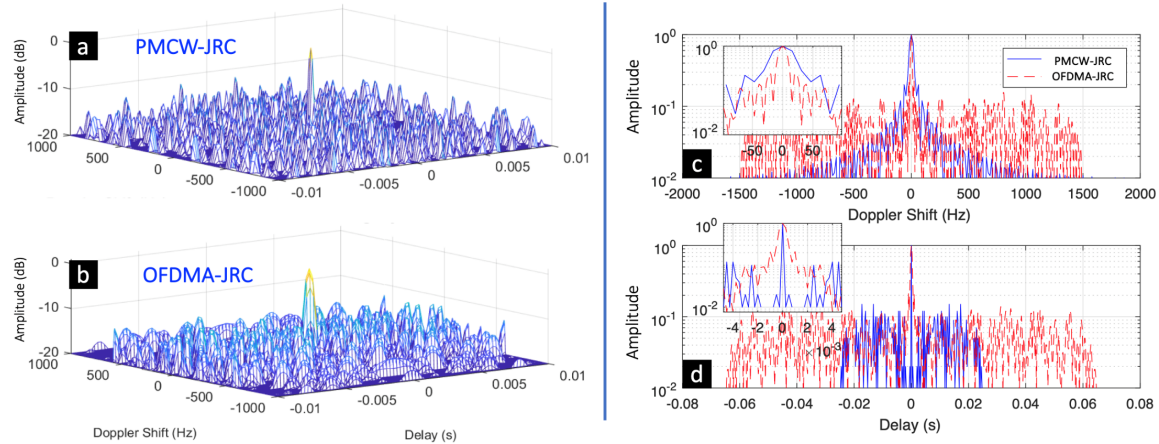 a
PMCW-JRC
Amplitude (dB)
0
-10
-20
1000
500
0
-500
-1000
-0.01
-0.005
0
0.005
0.01
b
OFDMA-JRC
Amplitude (dB)
0
-10
-20
1000
500
0
-500
-1000
-0.01
-0.005
0
0.005
0.01
Doppler Shift (Hz)
Delay (s)
c
Amplitude
10^0
10^-1
10^-2
10^0
10^-2
-50 0 50
PMCW-JRC
OFDMA-JRC
-2000 -1500 -1000 -500 0 500 1000 1500 2000
Doppler Shift (Hz)
d
Amplitude
10^0
10^-1
10^-2
10^0
10^-2
-4 -2 0 2 4
× 10^-3
-0.08 -0.06 -0.04 -0.02 0 0.02 0.04 0.06 0.08
Delay (s)